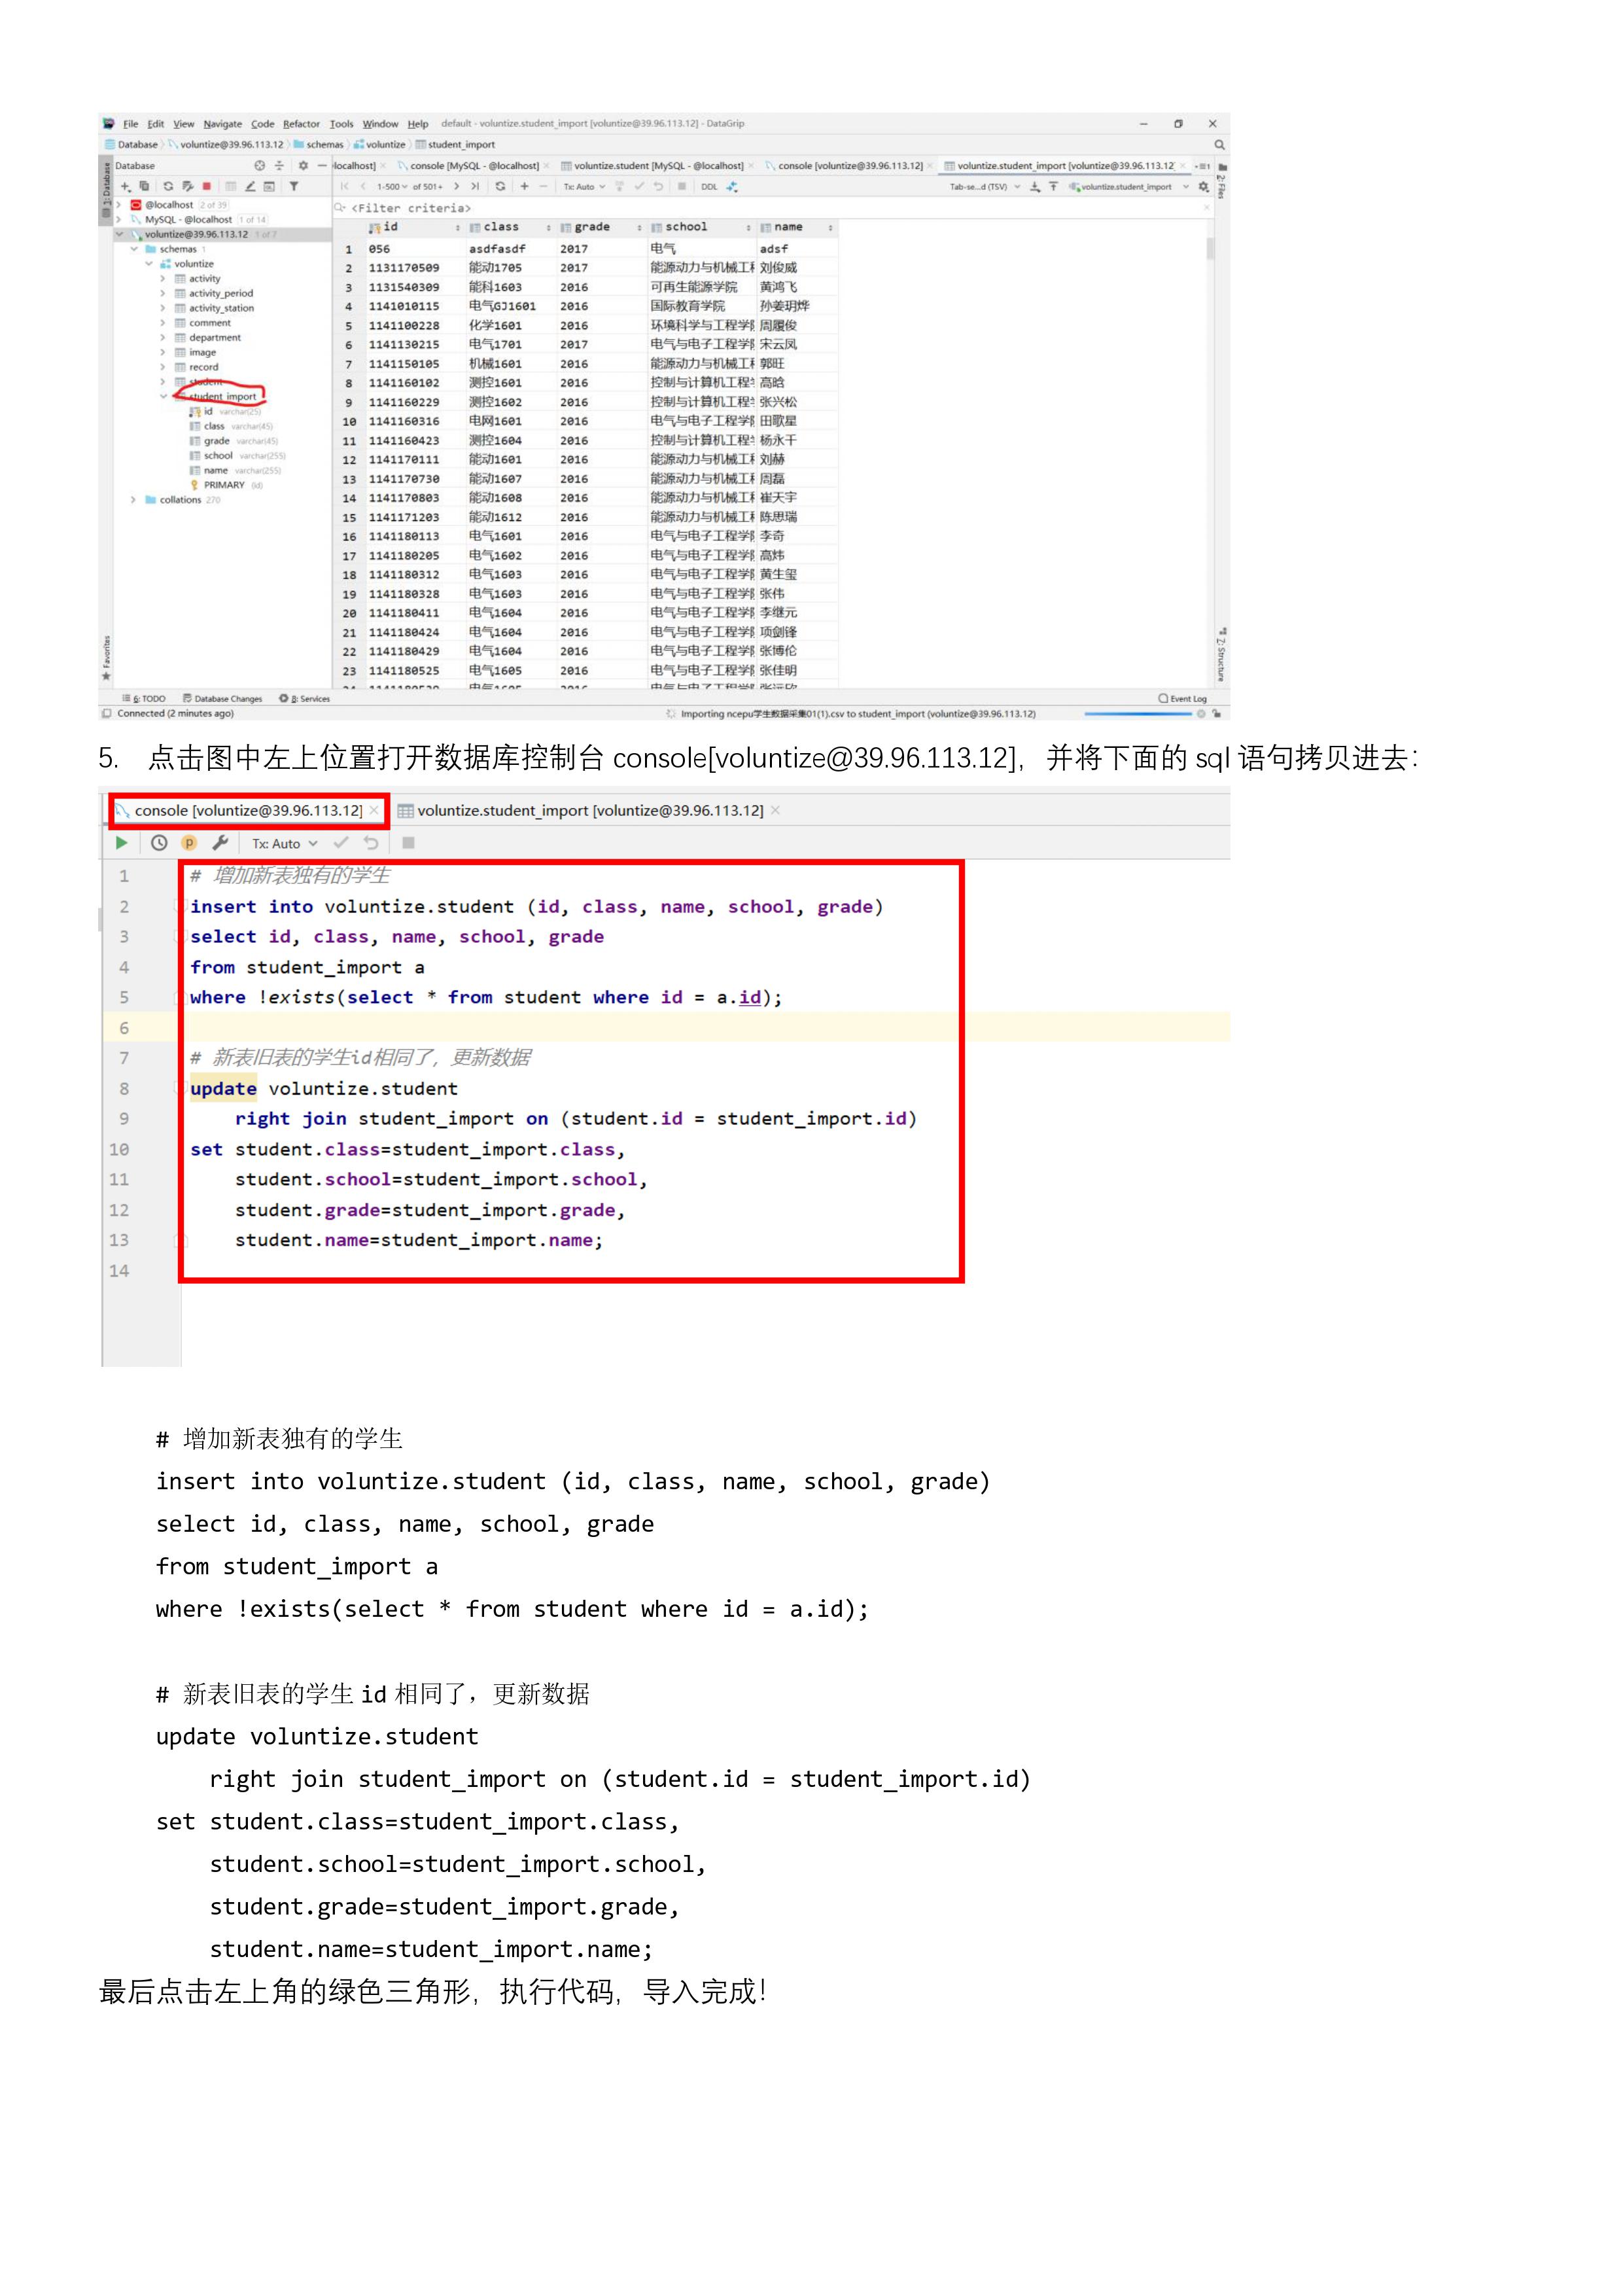 File Edit View Navigate Code Refactor Tools Window Help default - voluntize.student_import [voluntize@39.96.113.12] - DataGrip
Database voluntize@39.96.113.12 schemas voluntize student_import
Database
localhost] console [MySQL - @localhost] voluntize.student [MySQL - @localhost] console [voluntize@39.96.113.12] voluntize.student_import [voluntize@39.96.113.12]
1-500 of 501+ Tx: Auto DDL Tab-se...d (TSV) voluntize.student_import
<Filter criteria>
@localhost 2 of 39
MySQL - @localhost 1 of 14
voluntize@39.96.113.12 1 of 7
schemas 1
voluntize
activity
activity_period
activity_station
comment
department
image
record
student
student_import
id varchar(25)
class varchar(45)
grade varchar(45)
school varchar(255)
name varchar(255)
PRIMARY (id)
collations 270
id class grade school name
1 056 asdfasdf 2017 电气 adsf
2 1131170509 能动1705 2017 能源动力与机械工 刘俊威
3 1131540309 能科1603 2016 可再生能源学院 黄鸿飞
4 1141010115 电气GJ1601 2016 国际教育学院 孙姜玥烨
5 1141100228 化学1601 2016 环境科学与工程学 周履俊
6 1141130215 电气1701 2017 电气与电子工程学 宋云凤
7 1141150105 机械1601 2016 能源动力与机械工 郭旺
8 1141160102 测控1601 2016 控制与计算机工程 高晗
9 1141160229 测控1602 2016 控制与计算机工程 张兴松
10 1141160316 电网1601 2016 电气与电子工程学 田歌星
11 1141160423 测控1604 2016 控制与计算机工程 杨永干
12 1141170111 能动1601 2016 能源动力与机械工 刘赫
13 1141170730 能动1607 2016 能源动力与机械工 周磊
14 1141170803 能动1608 2016 能源动力与机械工 崔天宇
15 1141171203 能动1612 2016 能源动力与机械工 陈思瑞
16 1141180113 电气1601 2016 电气与电子工程学 李奇
17 1141180205 电气1602 2016 电气与电子工程学 高炜
18 1141180312 电气1603 2016 电气与电子工程学 黄生玺
19 1141180328 电气1603 2016 电气与电子工程学 张伟
20 1141180411 电气1604 2016 电气与电子工程学 李继元
21 1141180424 电气1604 2016 电气与电子工程学 项剑锋
22 1141180429 电气1604 2016 电气与电子工程学 张博伦
23 1141180525 电气1605 2016 电气与电子工程学 张佳明
1: Database
Favorites
2: Files
7: Structure
6: TODO Database Changes 8: Services Event Log
Connected (2 minutes ago) Importing ncepu学生数据采集01(1).csv to student_import (voluntize@39.96.113.12)
5. 点击图中左上位置打开数据库控制台 console[voluntize@39.96.113.12]，并将下面的 sql 语句拷贝进去：
console [voluntize@39.96.113.12] voluntize.student_import [voluntize@39.96.113.12]
Tx: Auto
1 # 增加新表独有的学生
2 insert into voluntize.student (id, class, name, school, grade)
3 select id, class, name, school, grade
4 from student_import a
5 where !exists(select * from student where id = a.id);
6
7 # 新表旧表的学生id相同了，更新数据
8 update voluntize.student
9 right join student_import on (student.id = student_import.id)
10 set student.class=student_import.class,
11 student.school=student_import.school,
12 student.grade=student_import.grade,
13 student.name=student_import.name;
14
# 增加新表独有的学生
insert into voluntize.student (id, class, name, school, grade)
select id, class, name, school, grade
from student_import a
where !exists(select * from student where id = a.id);
# 新表旧表的学生 id 相同了，更新数据
update voluntize.student
right join student_import on (student.id = student_import.id)
set student.class=student_import.class,
student.school=student_import.school,
student.grade=student_import.grade,
student.name=student_import.name;
最后点击左上角的绿色三角形，执行代码，导入完成！